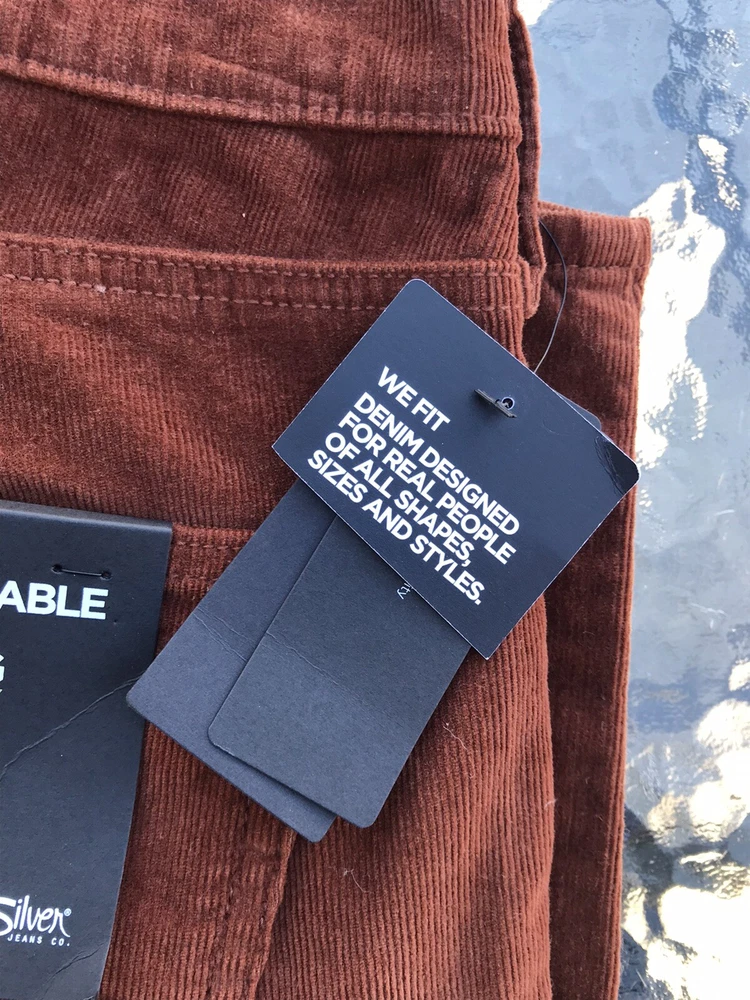 WE FIT
DENIM DESIGNED
FOR REAL PEOPLE
OF ALL SHAPES,
SIZES AND STYLES.
ABLE
G
Silver®
JEANS CO.